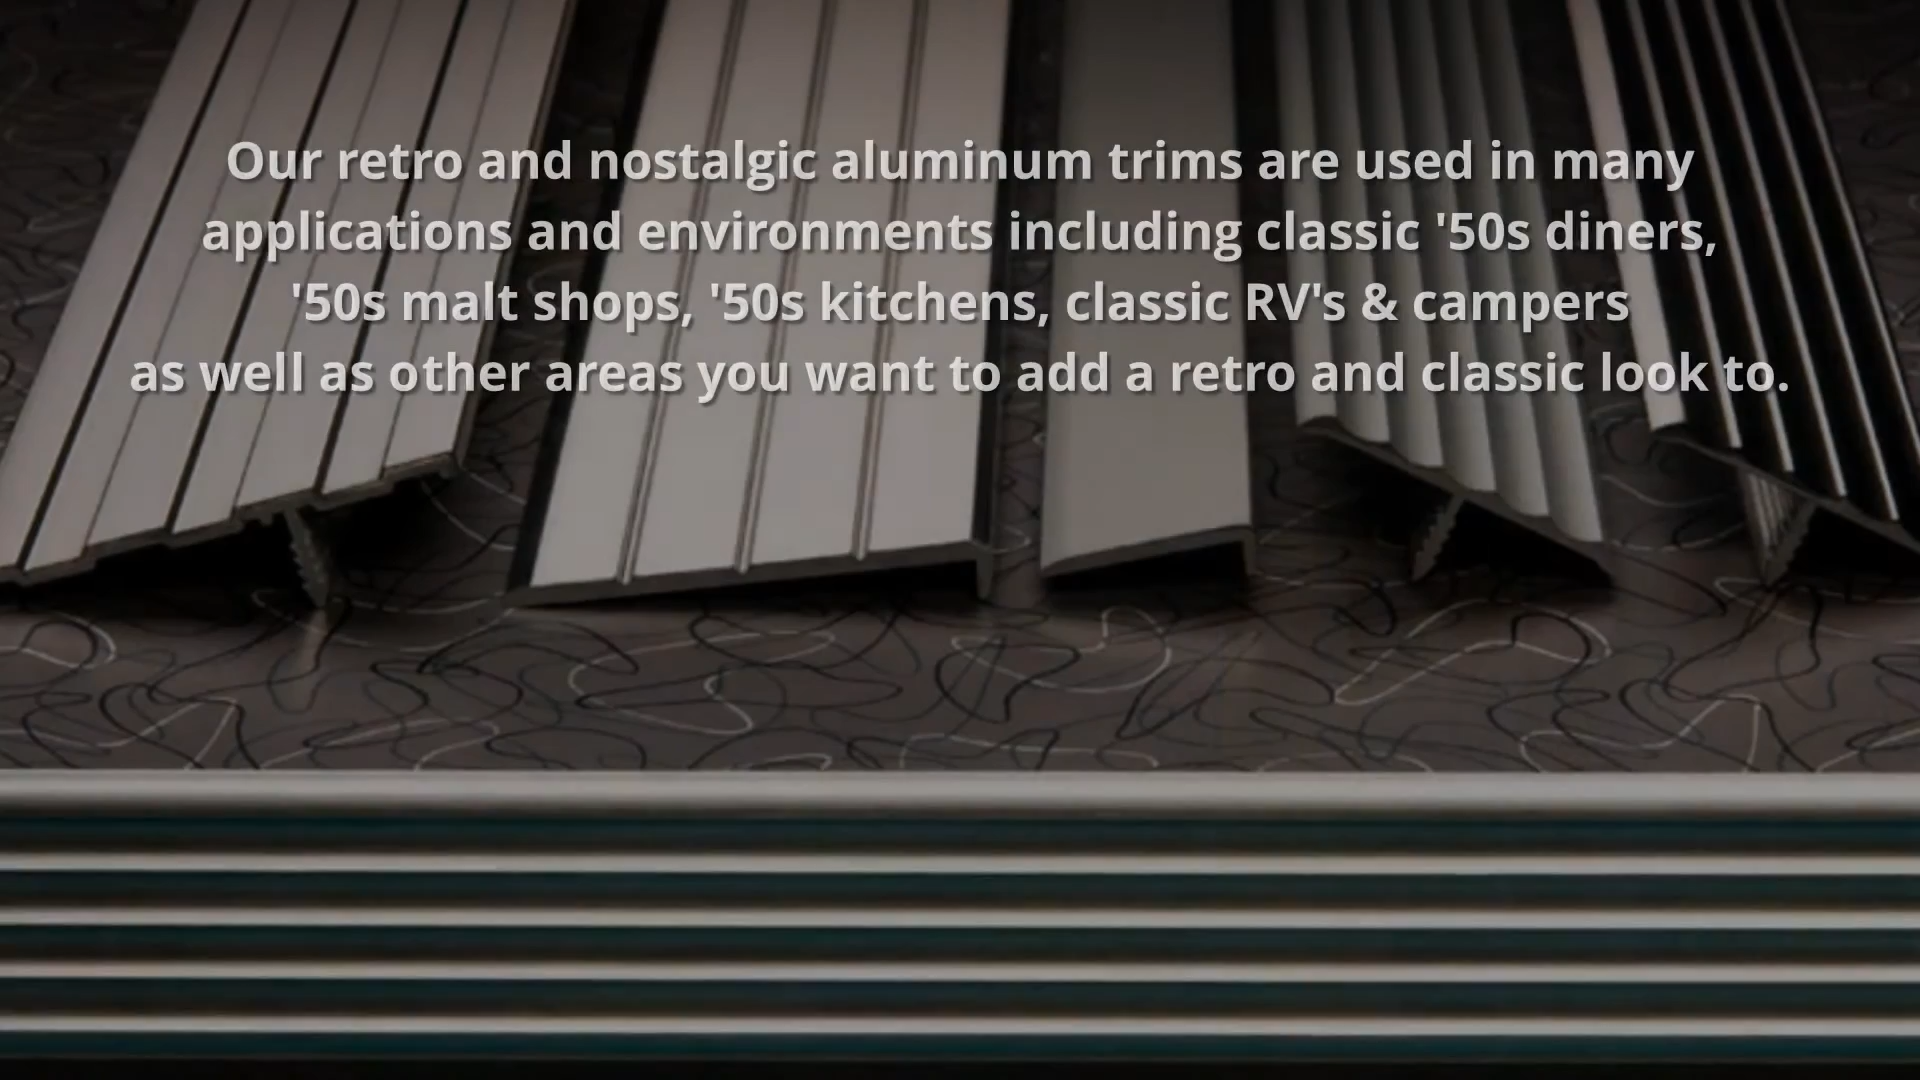 Our retro and nostalgic aluminum trims are used in many
applications and environments including classic '50s diners,
'50s malt shops, '50s kitchens, classic RV's & campers
as well as other areas you want to add a retro and classic look to.